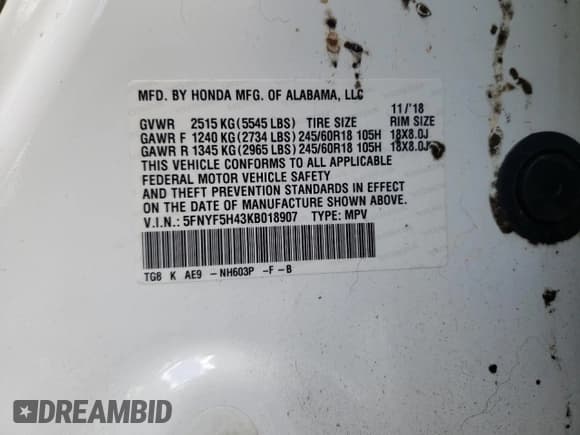 MFD. BY HONDA MFG. OF ALABAMA, LLC
11/'18
GVWR 2515 KG (5545 LBS) TIRE SIZE RIM SIZE
GAWR F 1240 KG (2734 LBS) 245/60R18 105H 18X8.0J
GAWR R 1345 KG (2965 LBS) 245/60R18 105H 18X8.0J
THIS VEHICLE CONFORMS TO ALL APPLICABLE
FEDERAL MOTOR VEHICLE SAFETY
AND THEFT PREVENTION STANDARDS IN EFFECT
ON THE DATE OF MANUFACTURE SHOWN ABOVE.
V.I.N.: 5FNYF5H43KB018907 TYPE: MPV
TG8 K AE9 -NH603P -F -B
DREAMBID